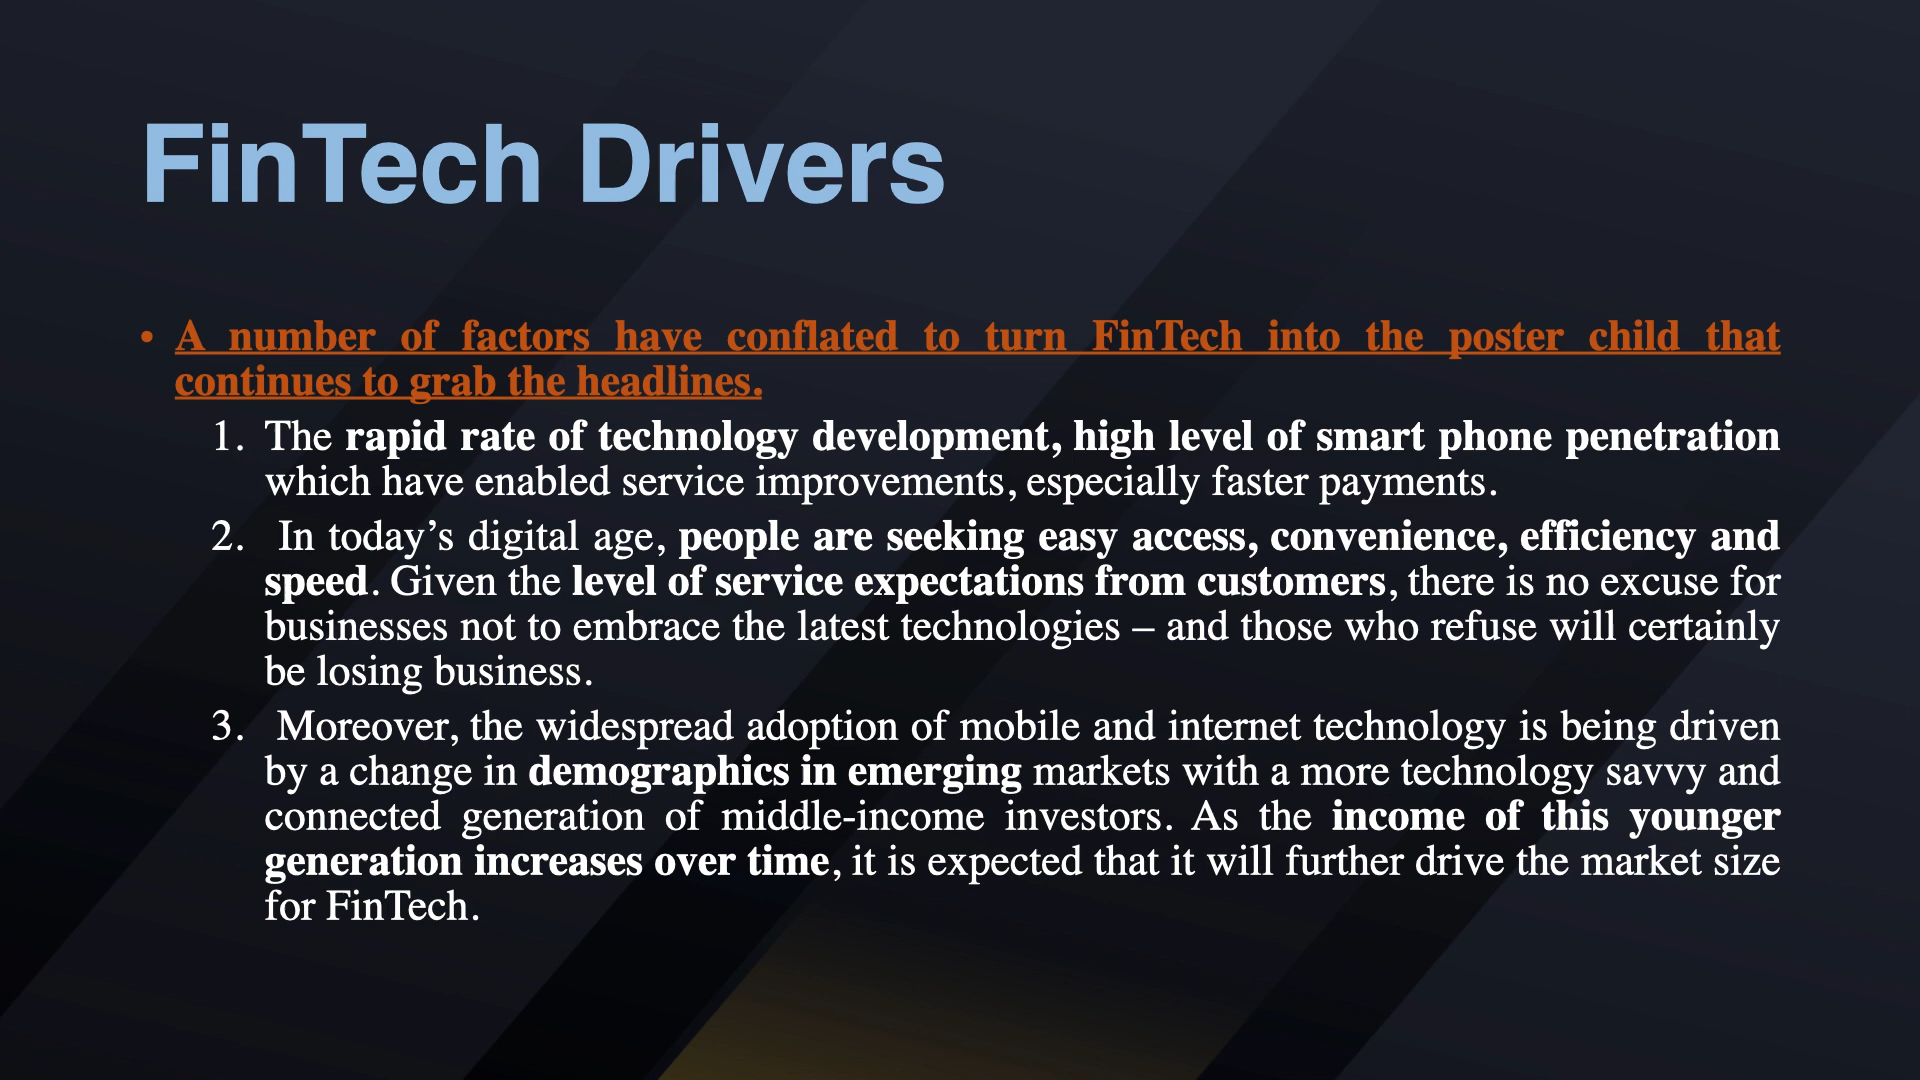 FinTech Drivers
• A number of factors have conflated to turn FinTech into the poster child that
continues to grab the headlines.
1. The rapid rate of technology development, high level of smart phone penetration
which have enabled service improvements, especially faster payments.
2. In today’s digital age, people are seeking easy access, convenience, efficiency and
speed. Given the level of service expectations from customers, there is no excuse for
businesses not to embrace the latest technologies – and those who refuse will certainly
be losing business.
3. Moreover, the widespread adoption of mobile and internet technology is being driven
by a change in demographics in emerging markets with a more technology savvy and
connected generation of middle-income investors. As the income of this younger
generation increases over time, it is expected that it will further drive the market size
for FinTech.